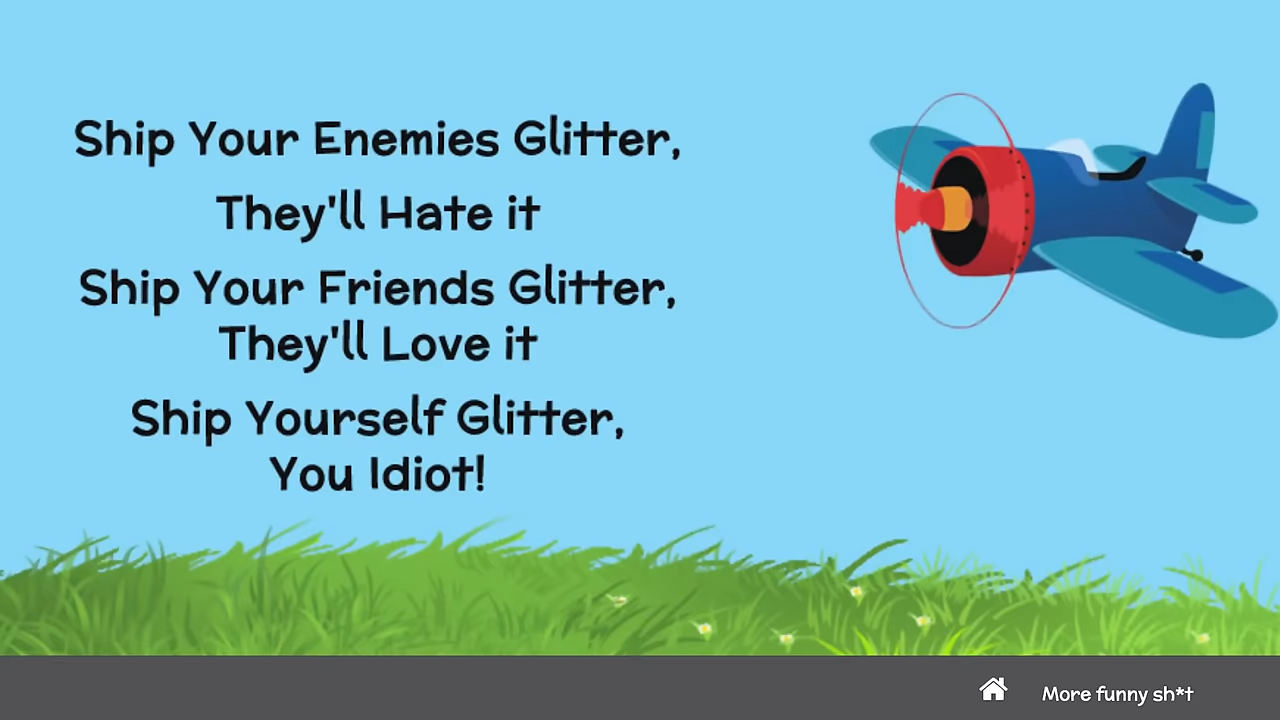 Ship Your Enemies Glitter,
They'll Hate it
Ship Your Friends Glitter,
They'll Love it
Ship Yourself Glitter,
You Idiot!
More funny sh*t